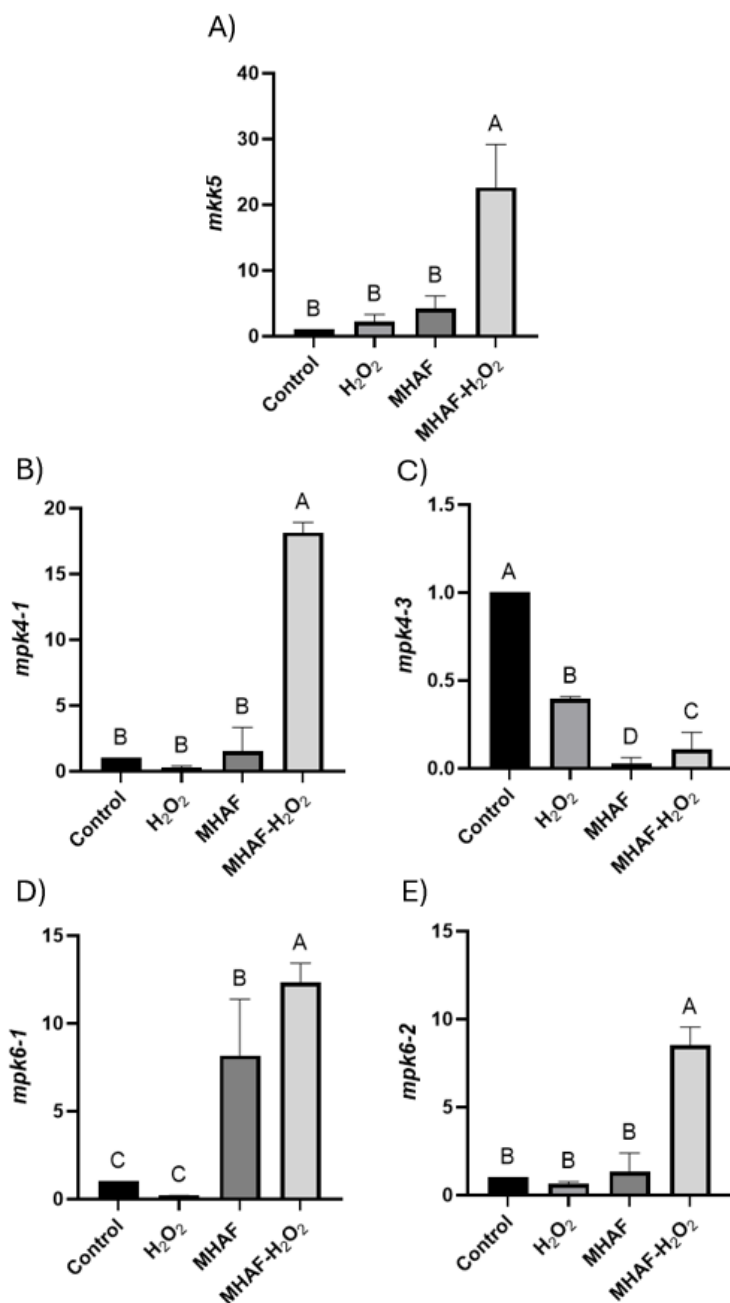 A)
mkk5
40
30
20
10
0
B
B
B
A
Control
H₂O₂
MHAF
MHAF-H₂O₂
B)
mpk4-1
20
15
10
5
0
B
B
B
A
Control
H₂O₂
MHAF
MHAF-H₂O₂
C)
mpk4-3
1.5
1.0
0.5
0.0
A
B
D
C
Control
H₂O₂
MHAF
MHAF-H₂O₂
D)
mpk6-1
15
10
5
0
C
C
B
A
Control
H₂O₂
MHAF
MHAF-H₂O₂
E)
mpk6-2
15
10
5
0
B
B
B
A
Control
H₂O₂
MHAF
MHAF-H₂O₂